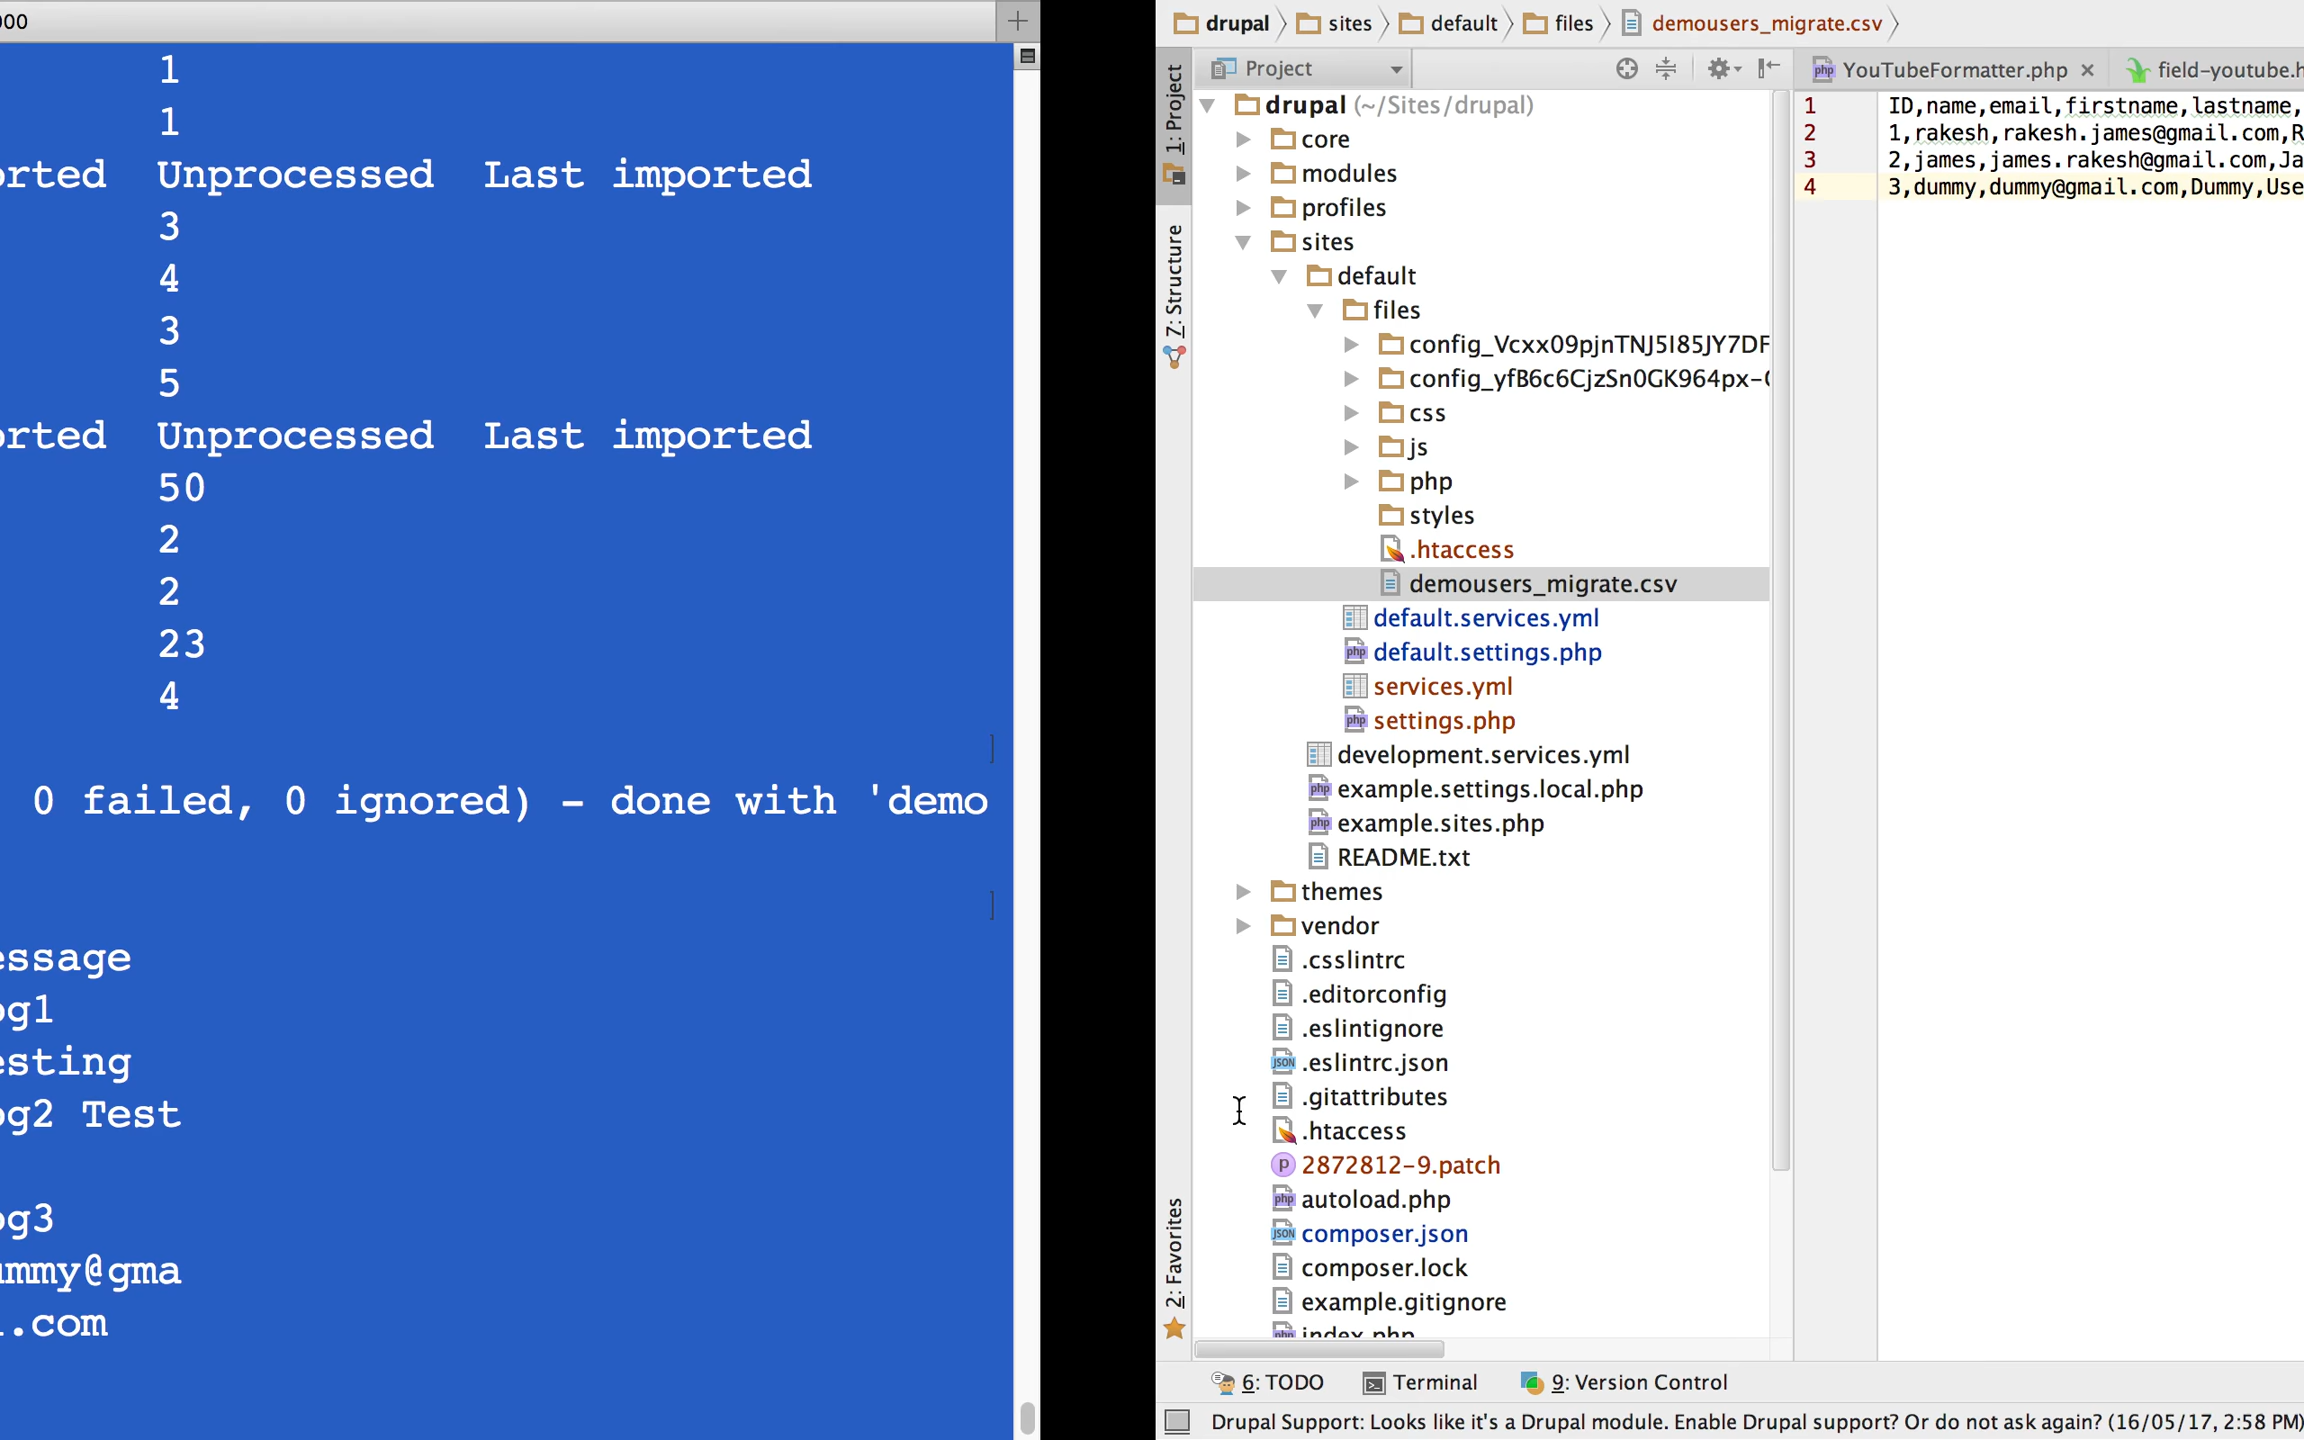 000
1
1
orted Unprocessed Last imported
3
4
3
5
orted Unprocessed Last imported
50
2
2
23
4
]
0 failed, 0 ignored) - done with 'demo
]
essage
og1
esting
og2 Test
og3
ummy@gma
l.com
drupal sites default files demousers_migrate.csv
1: Project
7: Structure
2: Favorites
Project
drupal (~/Sites/drupal)
core
modules
profiles
sites
default
files
config_Vcxx09pjnTNJ5I85JY7DF
config_yfB6c6CjzSn0GK964px-
css
js
php
styles
.htaccess
demousers_migrate.csv
default.services.yml
default.settings.php
services.yml
settings.php
development.services.yml
example.settings.local.php
example.sites.php
README.txt
themes
vendor
.csslintrc
.editorconfig
.eslintignore
.eslintrc.json
.gitattributes
.htaccess
2872812-9.patch
autoload.php
composer.json
composer.lock
example.gitignore
index.php
YouTubeFormatter.php field-youtube.h
1 ID,name,email,firstname,lastname,
2 1,rakesh,rakesh.james@gmail.com,R
3 2,james,james.rakesh@gmail.com,Ja
4 3,dummy,dummy@gmail.com,Dummy,Use
6: TODO Terminal 9: Version Control
Drupal Support: Looks like it's a Drupal module. Enable Drupal support? Or do not ask again? (16/05/17, 2:58 PM)